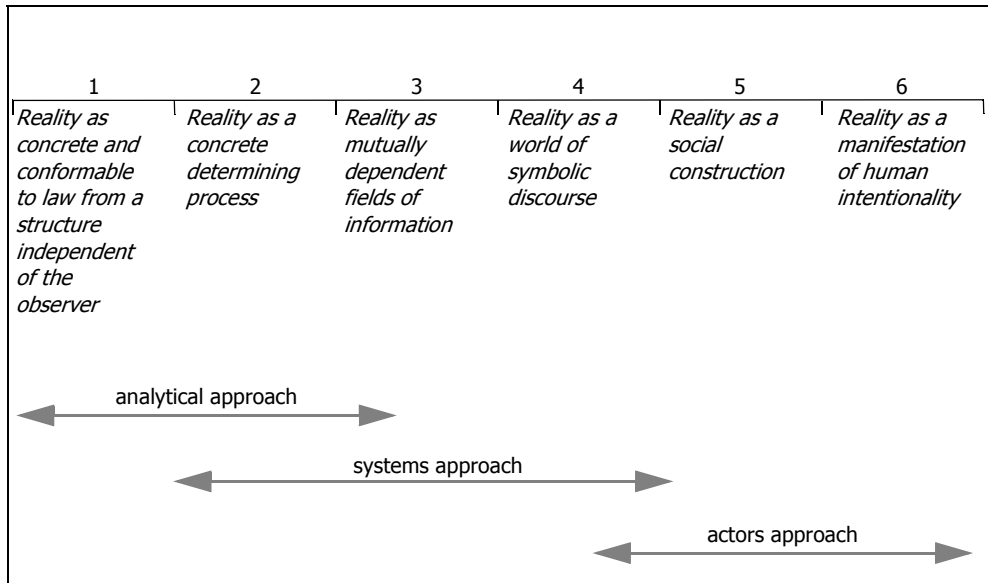 1 2 3 4 5 6
Reality as
concrete and
conformable
to law from a
structure
independent
of the
observer
Reality as a
concrete
determining
process
Reality as
mutually
dependent
fields of
information
Reality as a
world of
symbolic
discourse
Reality as a
social
construction
Reality as a
manifestation
of human
intentionality
analytical approach
systems approach
actors approach